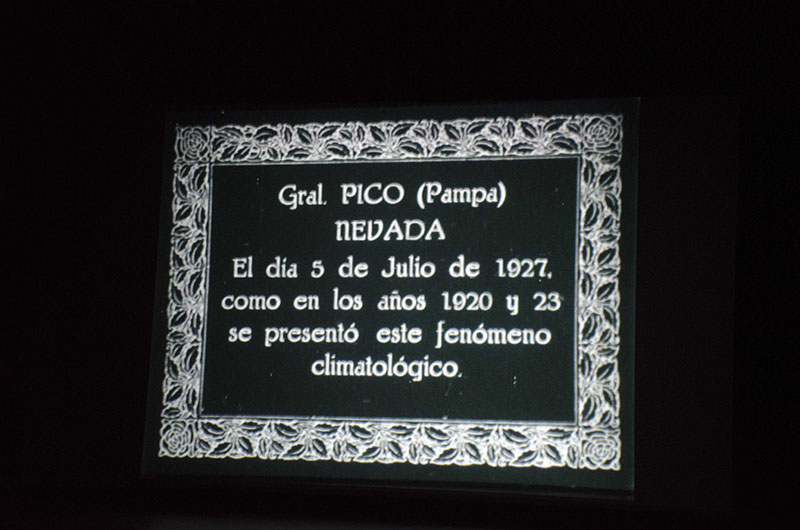 Gral. PICO (Pampa)
NEVADA
El día 5 de Julio de 1927,
como en los años 1920 y 23
se presentó este fenómeno
climatológico.